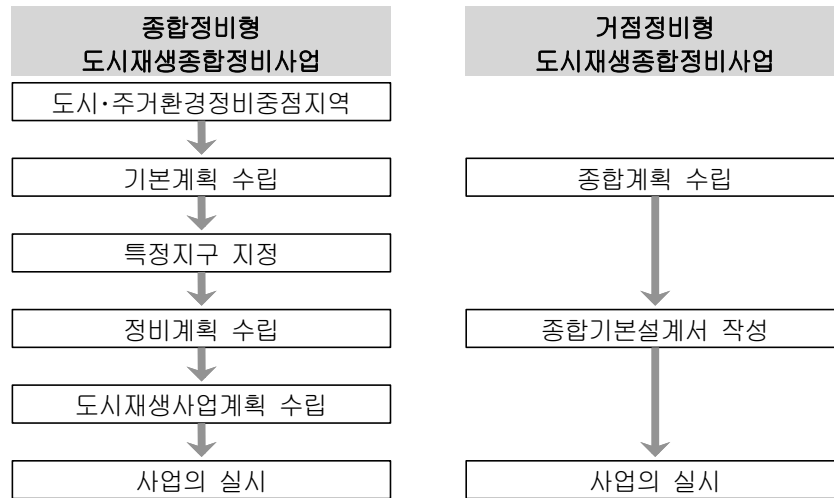 종합정비형
도시재생종합정비사업
도시·주거환경정비중점지역
기본계획 수립
특정지구 지정
정비계획 수립
도시재생사업계획 수립
사업의 실시
거점정비형
도시재생종합정비사업
종합계획 수립
종합기본설계서 작성
사업의 실시